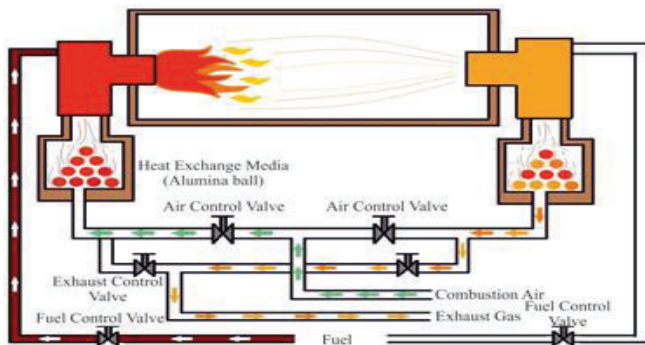 Heat Exchange Media
(Alumina ball)
Air Control Valve
Air Control Valve
Exhaust Control
Valve
Combustion Air
Fuel Control Valve
Exhaust Gas
Fuel Control
Valve
Fuel